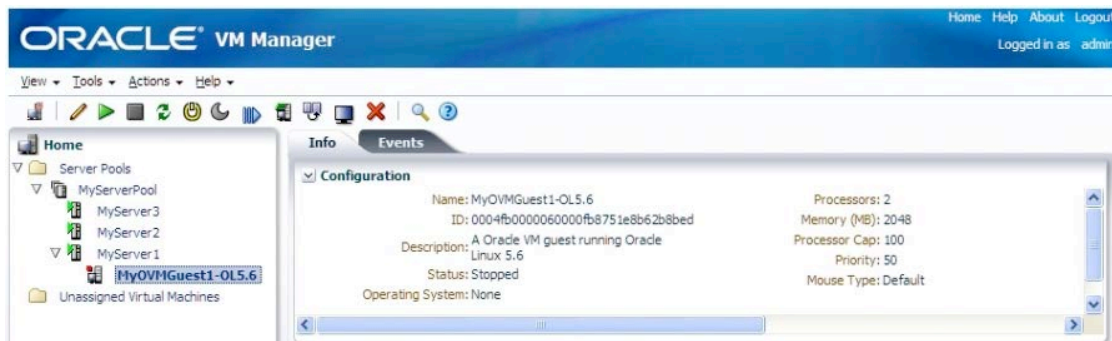 Home Help About Logout
ORACLE VM Manager
Logged in as admin
View Tools Actions Help
Home
Server Pools
MyServerPool
MyServer3
MyServer2
MyServer1
MyOVMGuest1-OL5.6
Unassigned Virtual Machines
Info Events
Configuration
Name: MyOVMGuest1-OL5.6
ID: 0004fb0000060000fb8751e8b62b8bed
Description: A Oracle VM guest running Oracle
Linux 5.6
Status: Stopped
Operating System: None
Processors: 2
Memory (MB): 2048
Processor Cap: 100
Priority: 50
Mouse Type: Default